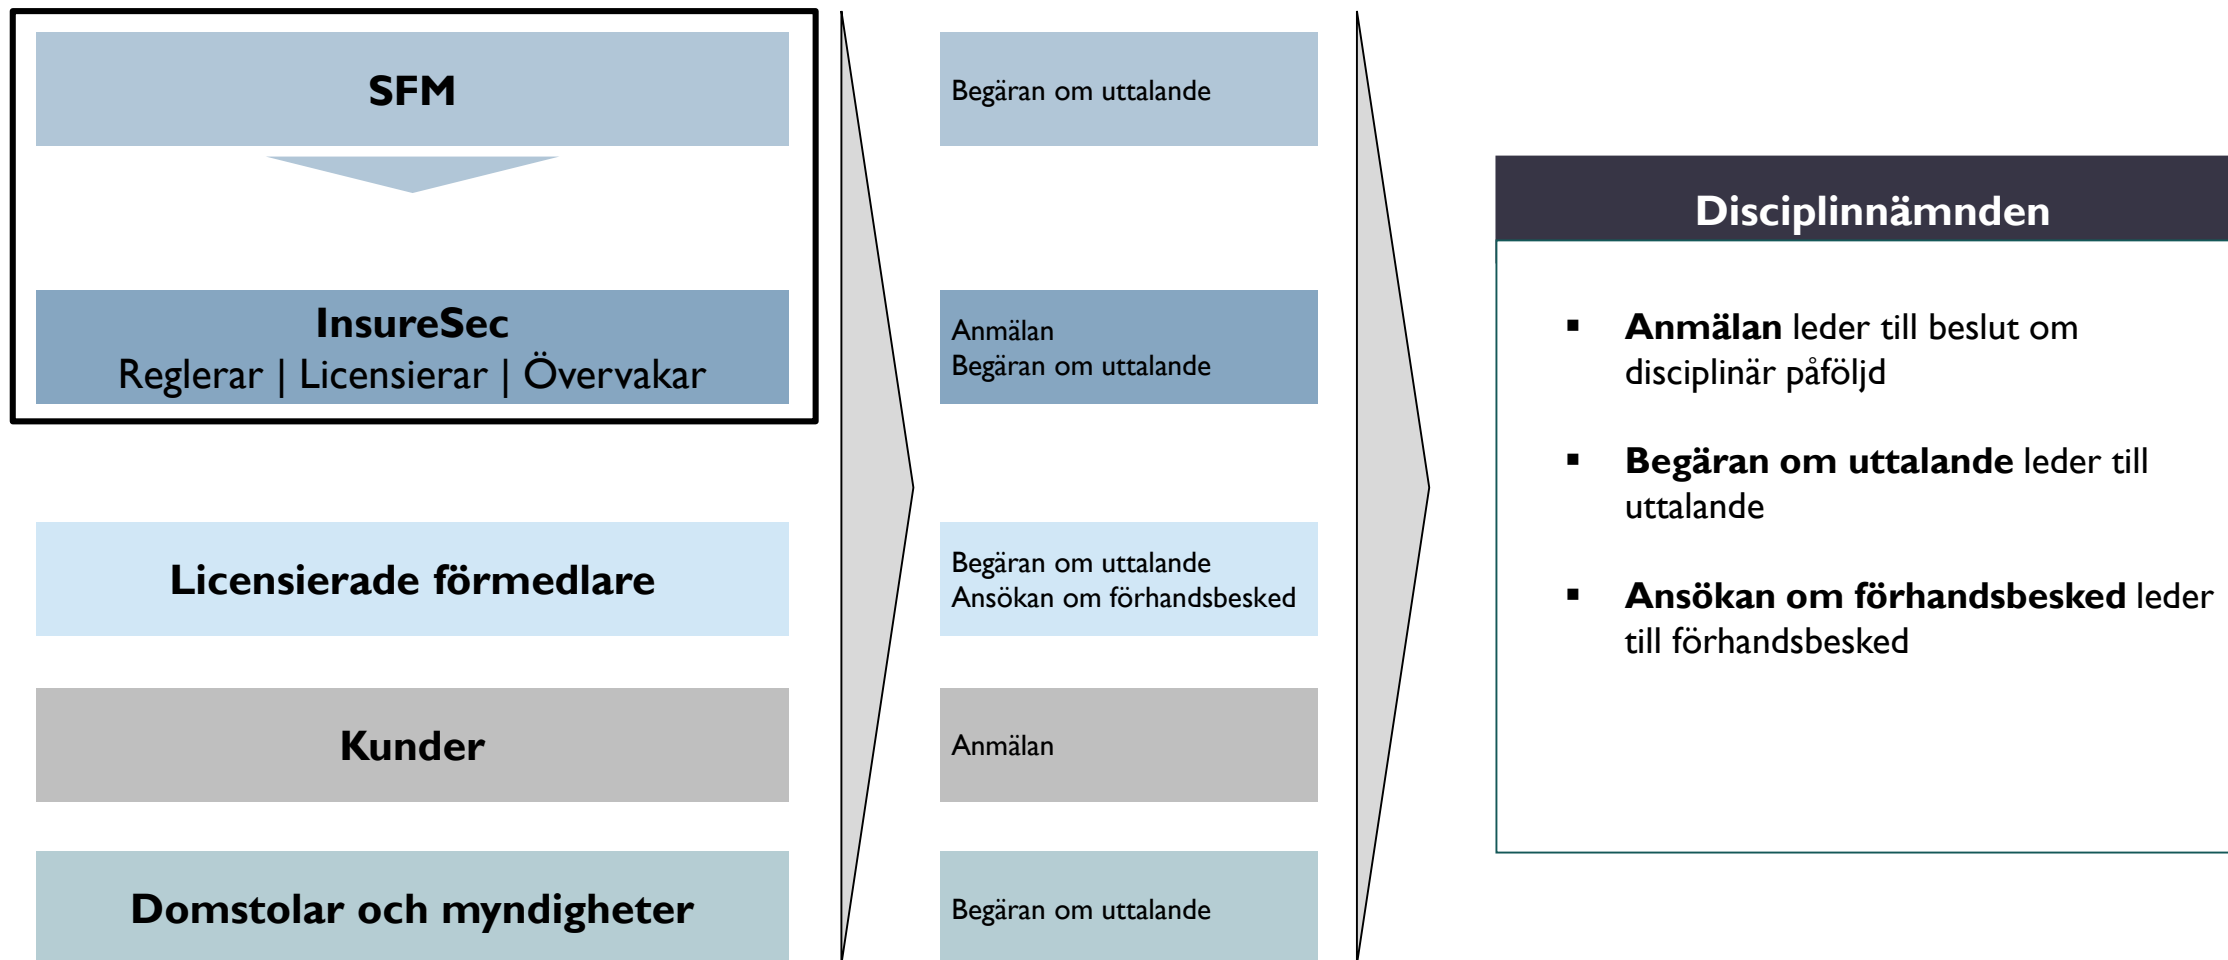 SFM
Begäran om uttalande
InsureSec
Reglerar | Licensierar | Övervakar
Anmälan
Begäran om uttalande
Licensierade förmedlare
Begäran om uttalande
Ansökan om förhandsbesked
Kunder
Anmälan
Domstolar och myndigheter
Begäran om uttalande
Disciplinnämnden
▪ Anmälan leder till beslut om
disciplinär påföljd
▪ Begäran om uttalande leder till
uttalande
▪ Ansökan om förhandsbesked leder
till förhandsbesked